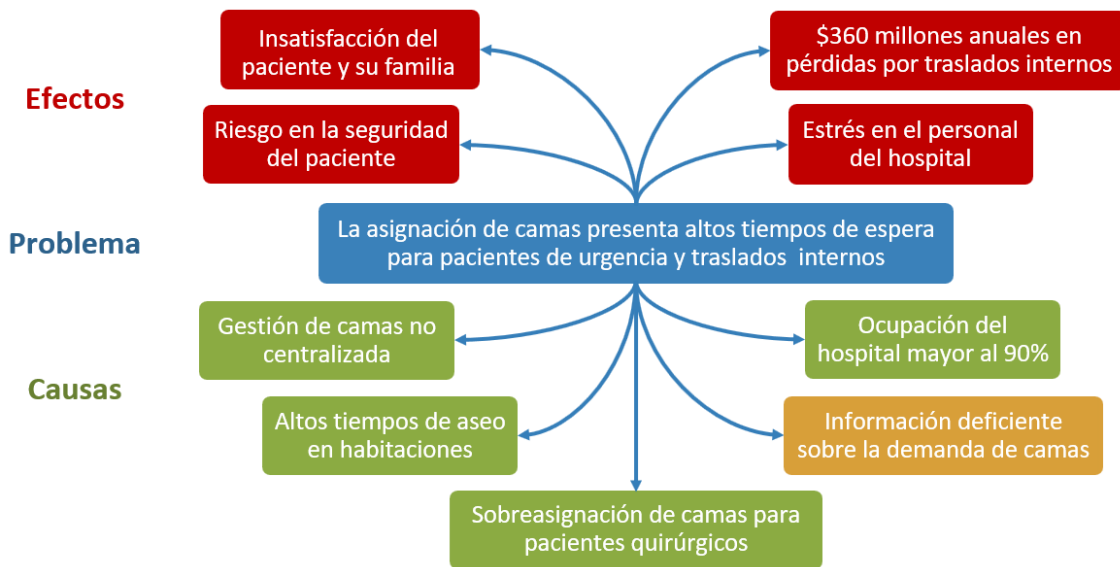 Efectos
Insatisfacción del
paciente y su familia
$360 millones anuales en
pérdidas por traslados internos
Riesgo en la seguridad
del paciente
Estrés en el personal
del hospital
Problema
La asignación de camas presenta altos tiempos de espera
para pacientes de urgencia y traslados internos
Causas
Gestión de camas no
centralizada
Ocupación del
hospital mayor al 90%
Altos tiempos de aseo
en habitaciones
Información deficiente
sobre la demanda de camas
Sobreasignación de camas para
pacientes quirúrgicos